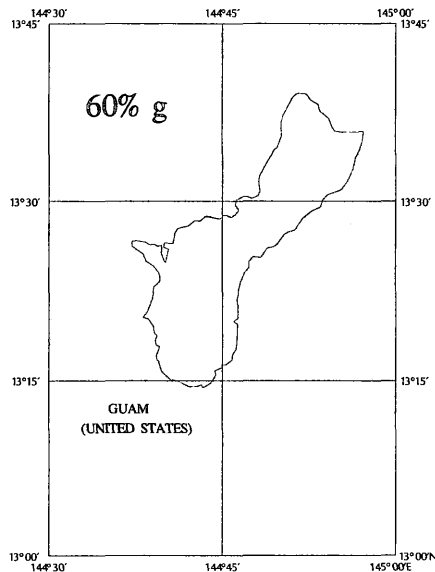 144°30′ 144°45′ 145°00′
13°45′ 13°45′
60% g
13°30′ 13°30′
13°15′ 13°15′
GUAM
(UNITED STATES)
13°00′ 13°00′N
144°30′ 144°45′ 145°00′E